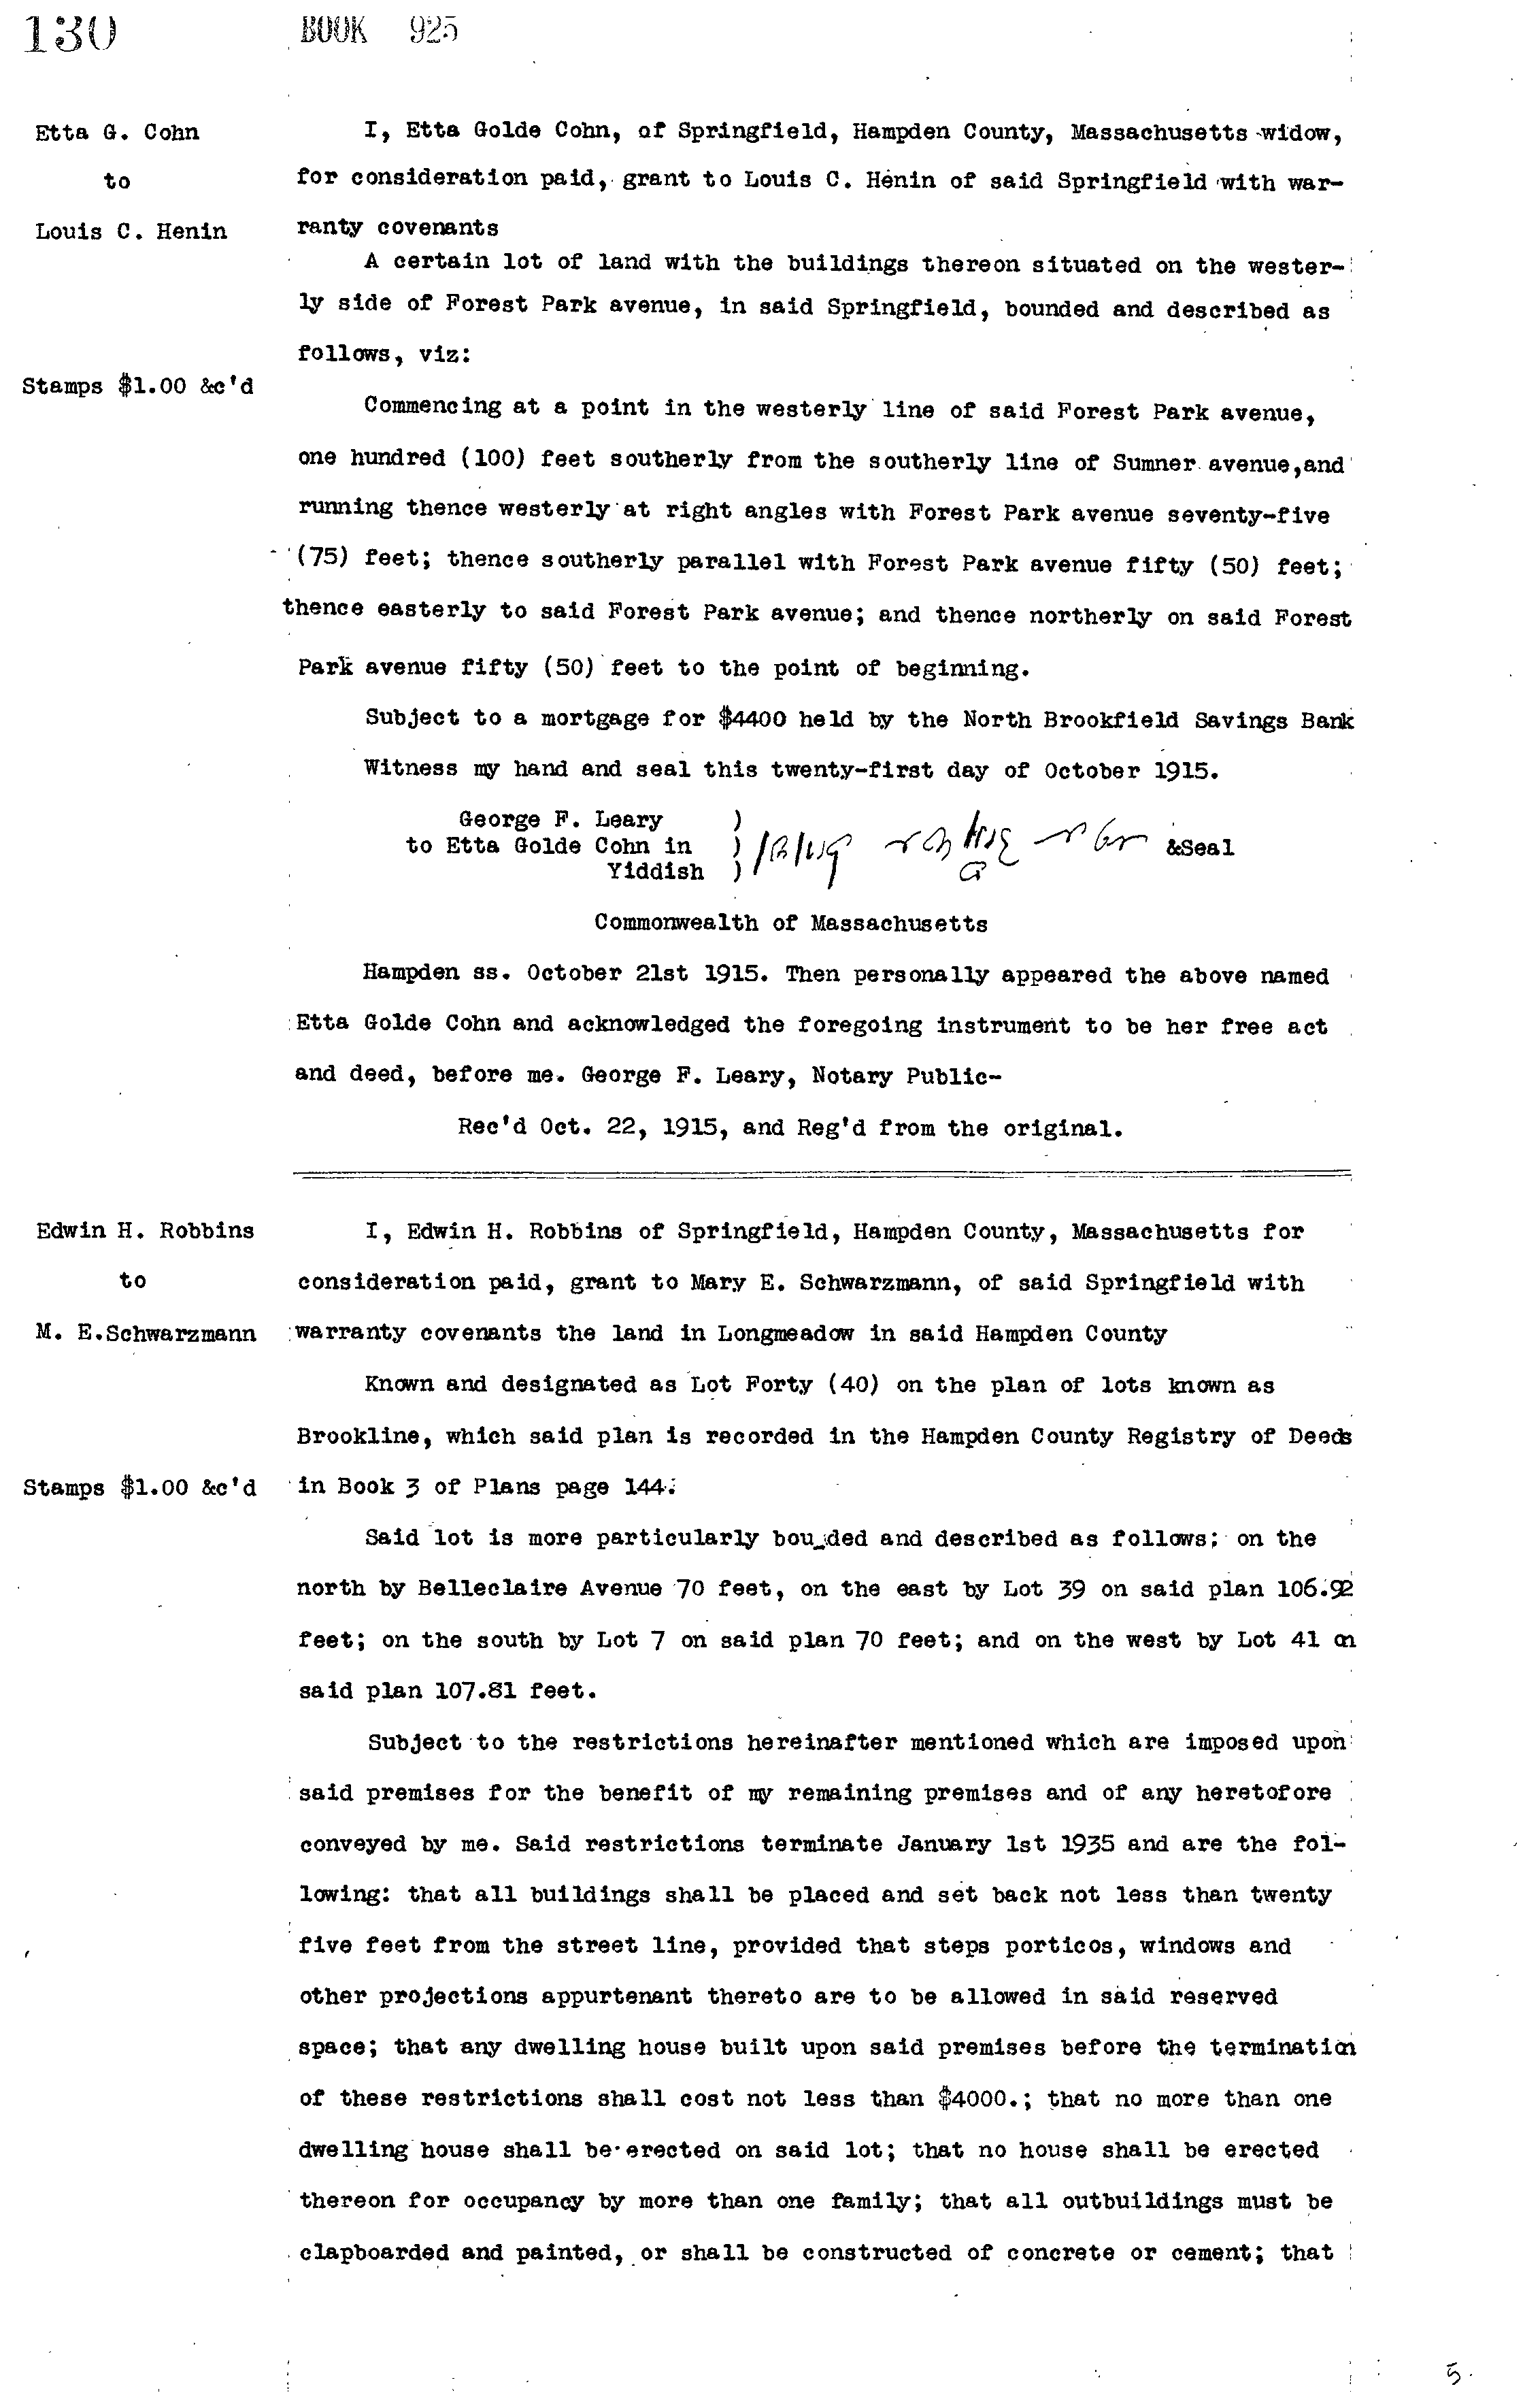 130 BOOK 925
Etta G. Cohn
to
Louis C. Henin
Stamps $1.00 &c'd
I, Etta Golde Cohn, of Springfield, Hampden County, Massachusetts widow,
for consideration paid, grant to Louis C. Henin of said Springfield with war-
ranty covenants
A certain lot of land with the buildings thereon situated on the wester-
ly side of Forest Park avenue, in said Springfield, bounded and described as
follows, viz:
Commencing at a point in the westerly line of said Forest Park avenue,
one hundred (100) feet southerly from the southerly line of Sumner avenue,and
running thence westerly at right angles with Forest Park avenue seventy-five
(75) feet; thence southerly parallel with Forest Park avenue fifty (50) feet;
thence easterly to said Forest Park avenue; and thence northerly on said Forest
Park avenue fifty (50) feet to the point of beginning.
Subject to a mortgage for $4400 held by the North Brookfield Savings Bank
Witness my hand and seal this twenty-first day of October 1915.
George F. Leary )
to Etta Golde Cohn in ) &Seal
Yiddish )
Commonwealth of Massachusetts
Hampden ss. October 21st 1915. Then personally appeared the above named
Etta Golde Cohn and acknowledged the foregoing instrument to be her free act
and deed, before me. George F. Leary, Notary Public-
Rec'd Oct. 22, 1915, and Reg'd from the original.
Edwin H. Robbins
to
M. E.Schwarzmann
Stamps $1.00 &c'd
I, Edwin H. Robbins of Springfield, Hampden County, Massachusetts for
consideration paid, grant to Mary E. Schwarzmann, of said Springfield with
warranty covenants the land in Longmeadow in said Hampden County
Known and designated as Lot Forty (40) on the plan of lots known as
Brookline, which said plan is recorded in the Hampden County Registry of Deeds
in Book 3 of Plans page 144.
Said lot is more particularly bou_ded and described as follows: on the
north by Belleclaire Avenue 70 feet, on the east by Lot 39 on said plan 106.92
feet; on the south by Lot 7 on said plan 70 feet; and on the west by Lot 41 on
said plan 107.81 feet.
Subject to the restrictions hereinafter mentioned which are imposed upon
said premises for the benefit of my remaining premises and of any heretofore
conveyed by me. Said restrictions terminate January 1st 1935 and are the fol-
lowing: that all buildings shall be placed and set back not less than twenty
five feet from the street line, provided that steps porticos, windows and
other projections appurtenant thereto are to be allowed in said reserved
space; that any dwelling house built upon said premises before the termination
of these restrictions shall cost not less than $4000.; that no more than one
dwelling house shall be erected on said lot; that no house shall be erected
thereon for occupancy by more than one family; that all outbuildings must be
clapboarded and painted, or shall be constructed of concrete or cement; that
5.